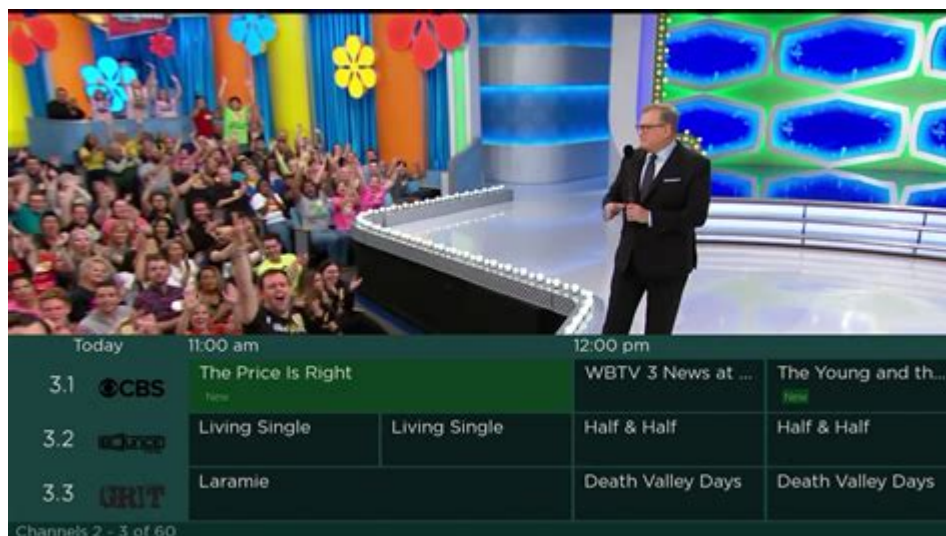 Today 11:00 am 12:00 pm
3.1 CBS The Price Is Right WBTV 3 News at ... The Young and th...
New New
3.2 bounce Living Single Living Single Half & Half Half & Half
3.3 GRIT Laramie Death Valley Days Death Valley Days
Channels 2 - 3 of 60